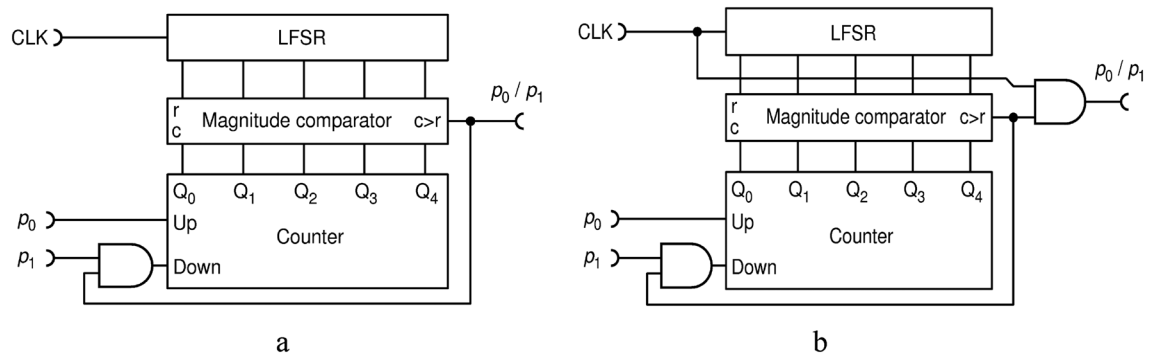 CLK
LFSR
p0 / p1
r
c
Magnitude comparator
c>r
Q0 Q1 Q2 Q3 Q4
p0
Up
Counter
p1
Down
a
CLK
LFSR
p0 / p1
r
c
Magnitude comparator
c>r
Q0 Q1 Q2 Q3 Q4
p0
Up
Counter
p1
Down
b